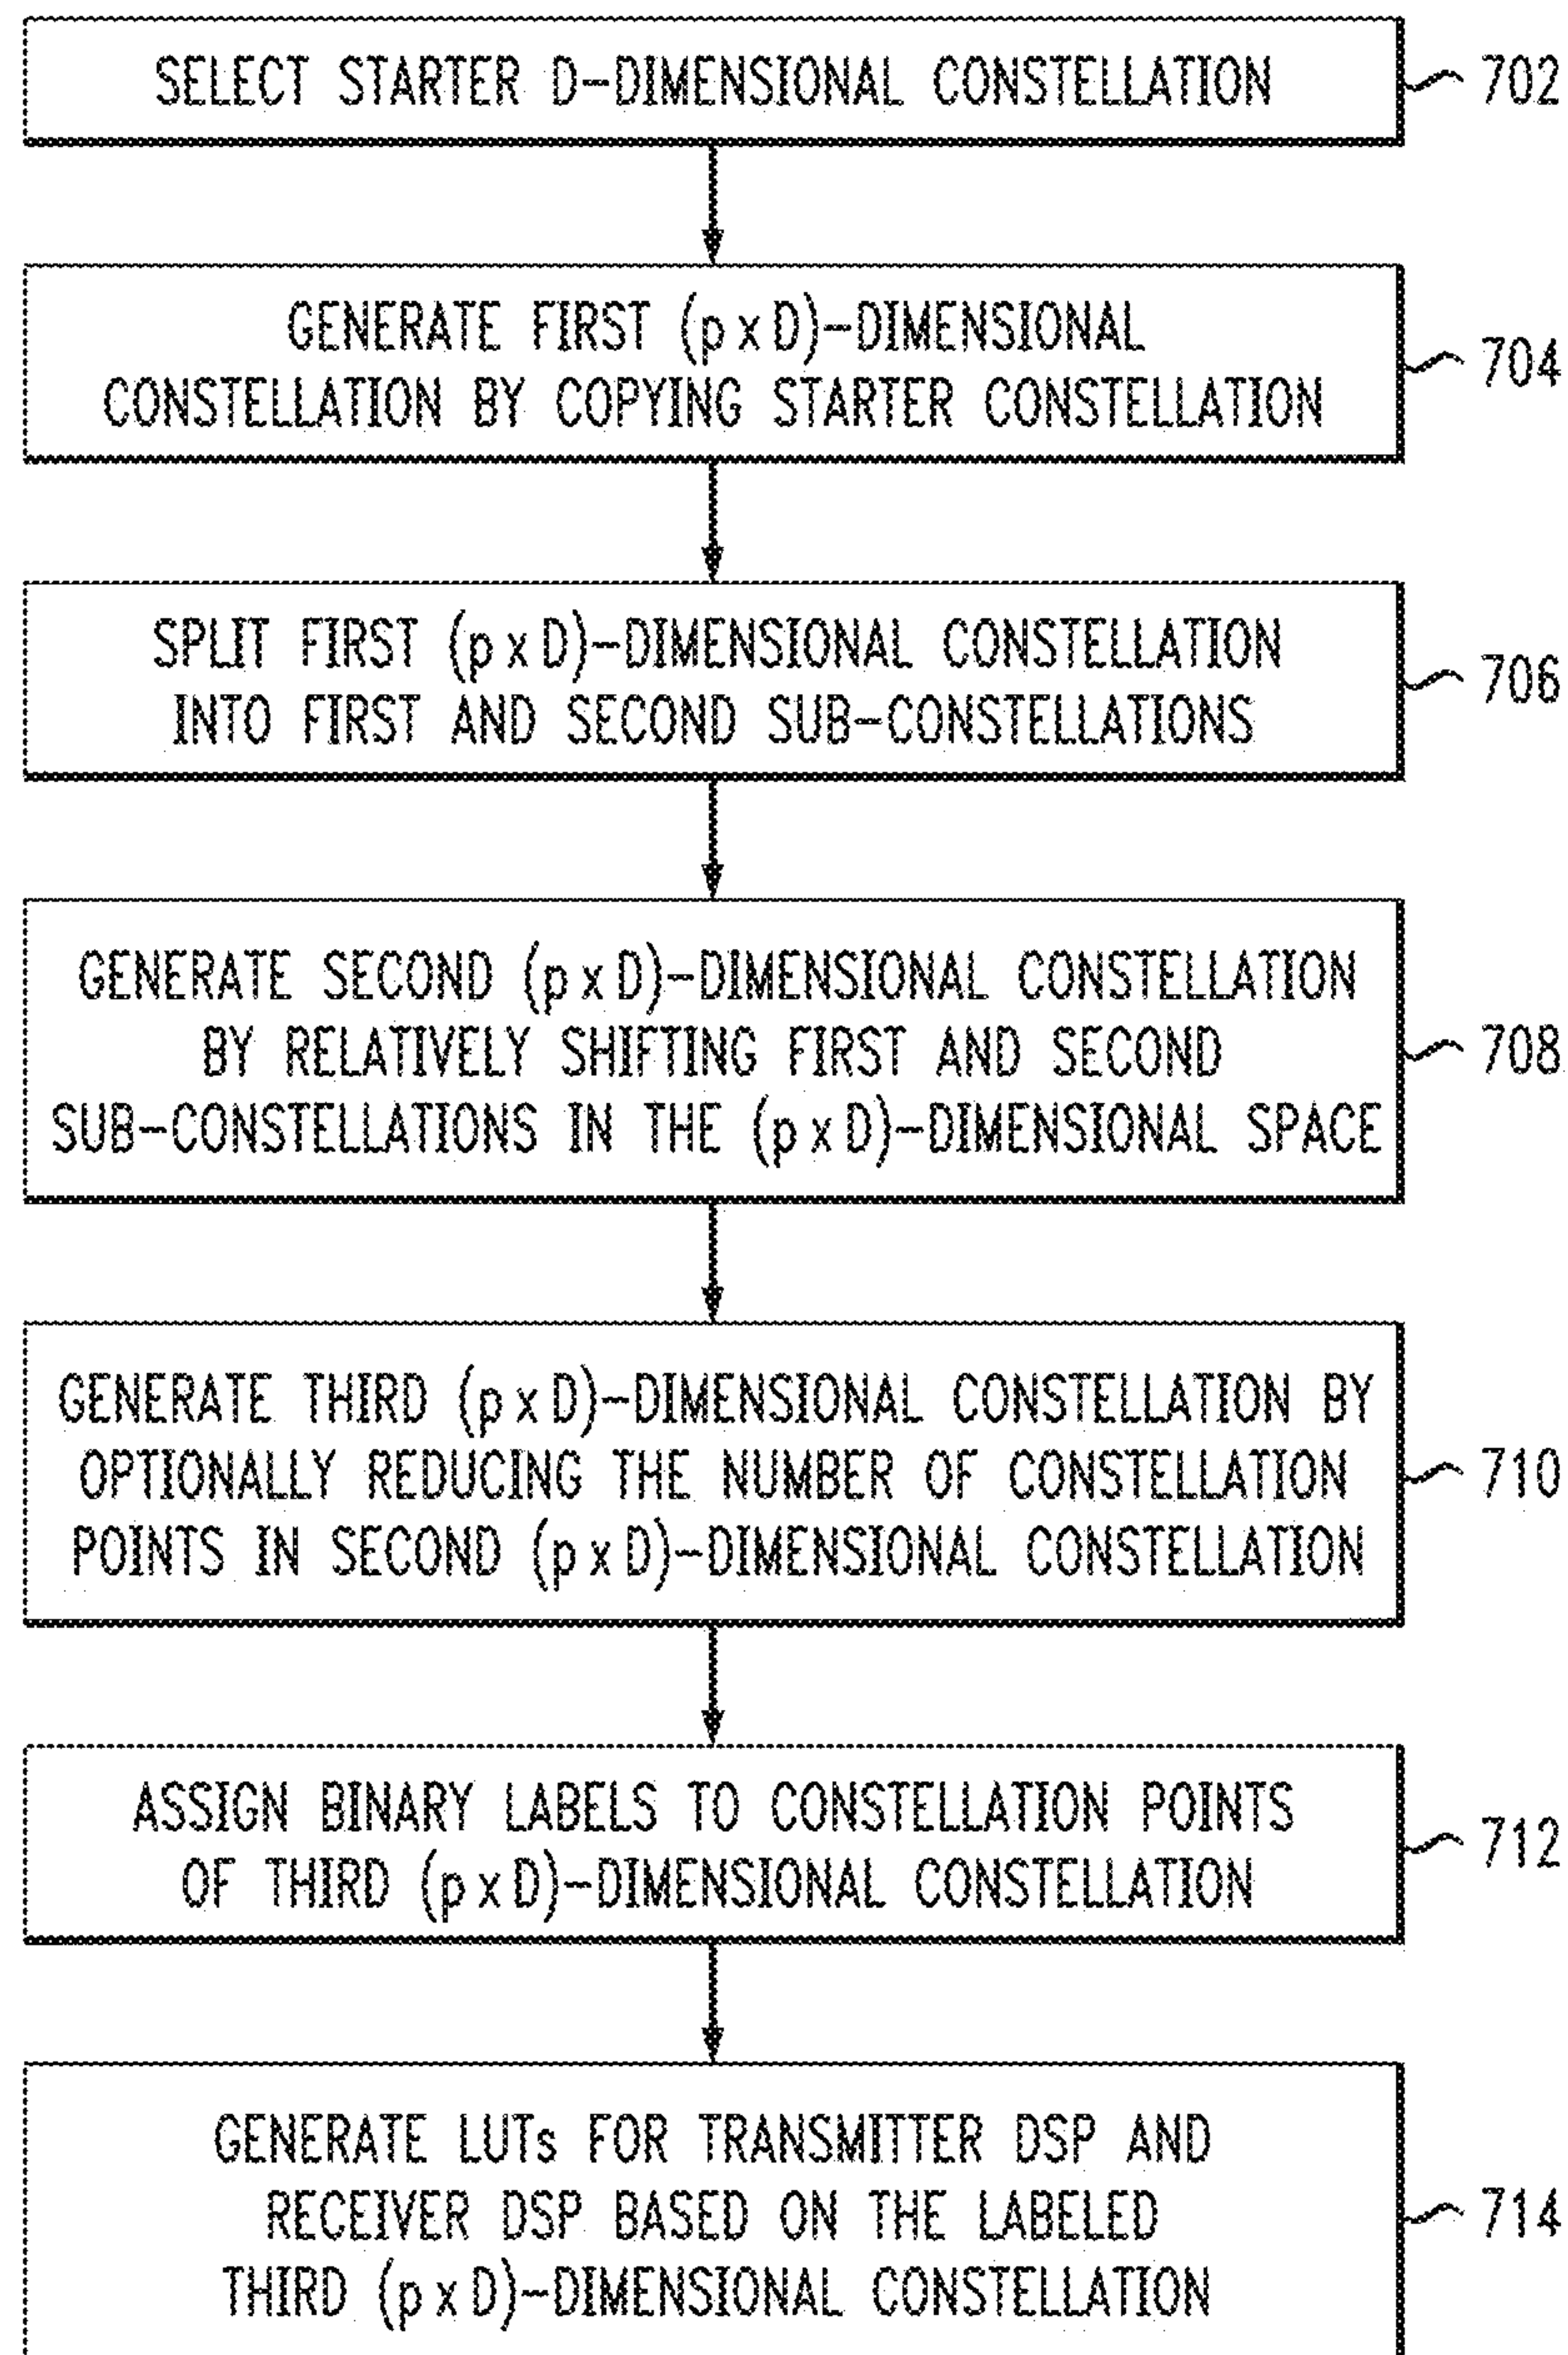 SELECT STARTER D-DIMENSIONAL CONSTELLATION
702
GENERATE FIRST (p x D)-DIMENSIONAL
CONSTELLATION BY COPYING STARTER CONSTELLATION
704
SPLIT FIRST (p x D)-DIMENSIONAL CONSTELLATION
INTO FIRST AND SECOND SUB-CONSTELLATIONS
706
GENERATE SECOND (p x D)-DIMENSIONAL CONSTELLATION
BY RELATIVELY SHIFTING FIRST AND SECOND
SUB-CONSTELLATIONS IN THE (p x D)-DIMENSIONAL SPACE
708
GENERATE THIRD (p x D)-DIMENSIONAL CONSTELLATION BY
OPTIONALLY REDUCING THE NUMBER OF CONSTELLATION
POINTS IN SECOND (p x D)-DIMENSIONAL CONSTELLATION
710
ASSIGN BINARY LABELS TO CONSTELLATION POINTS
OF THIRD (p x D)-DIMENSIONAL CONSTELLATION
712
GENERATE LUTs FOR TRANSMITTER DSP AND
RECEIVER DSP BASED ON THE LABELED
THIRD (p x D)-DIMENSIONAL CONSTELLATION
714